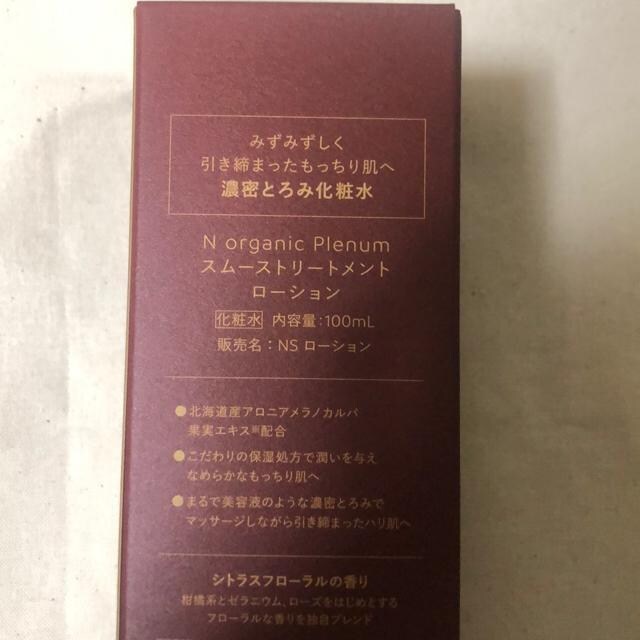 みずみずしく
引き締まったもっちり肌へ
濃密とろみ化粧水
N organic Plenum
スムーストリートメント
ローション
化粧水 内容量:100mL
販売名:NS ローション
●北海道産アロニアメラノカルパ
果実エキス※配合
●こだわりの保湿処方で潤いを与え
なめらかなもっちり肌へ
●まるで美容液のような濃密とろみで
マッサージしながら引き締まったハリ肌へ
シトラスフローラルの香り
柑橘系とゼラニウム、ローズをはじめとする
フローラルな香りを独自ブレンド